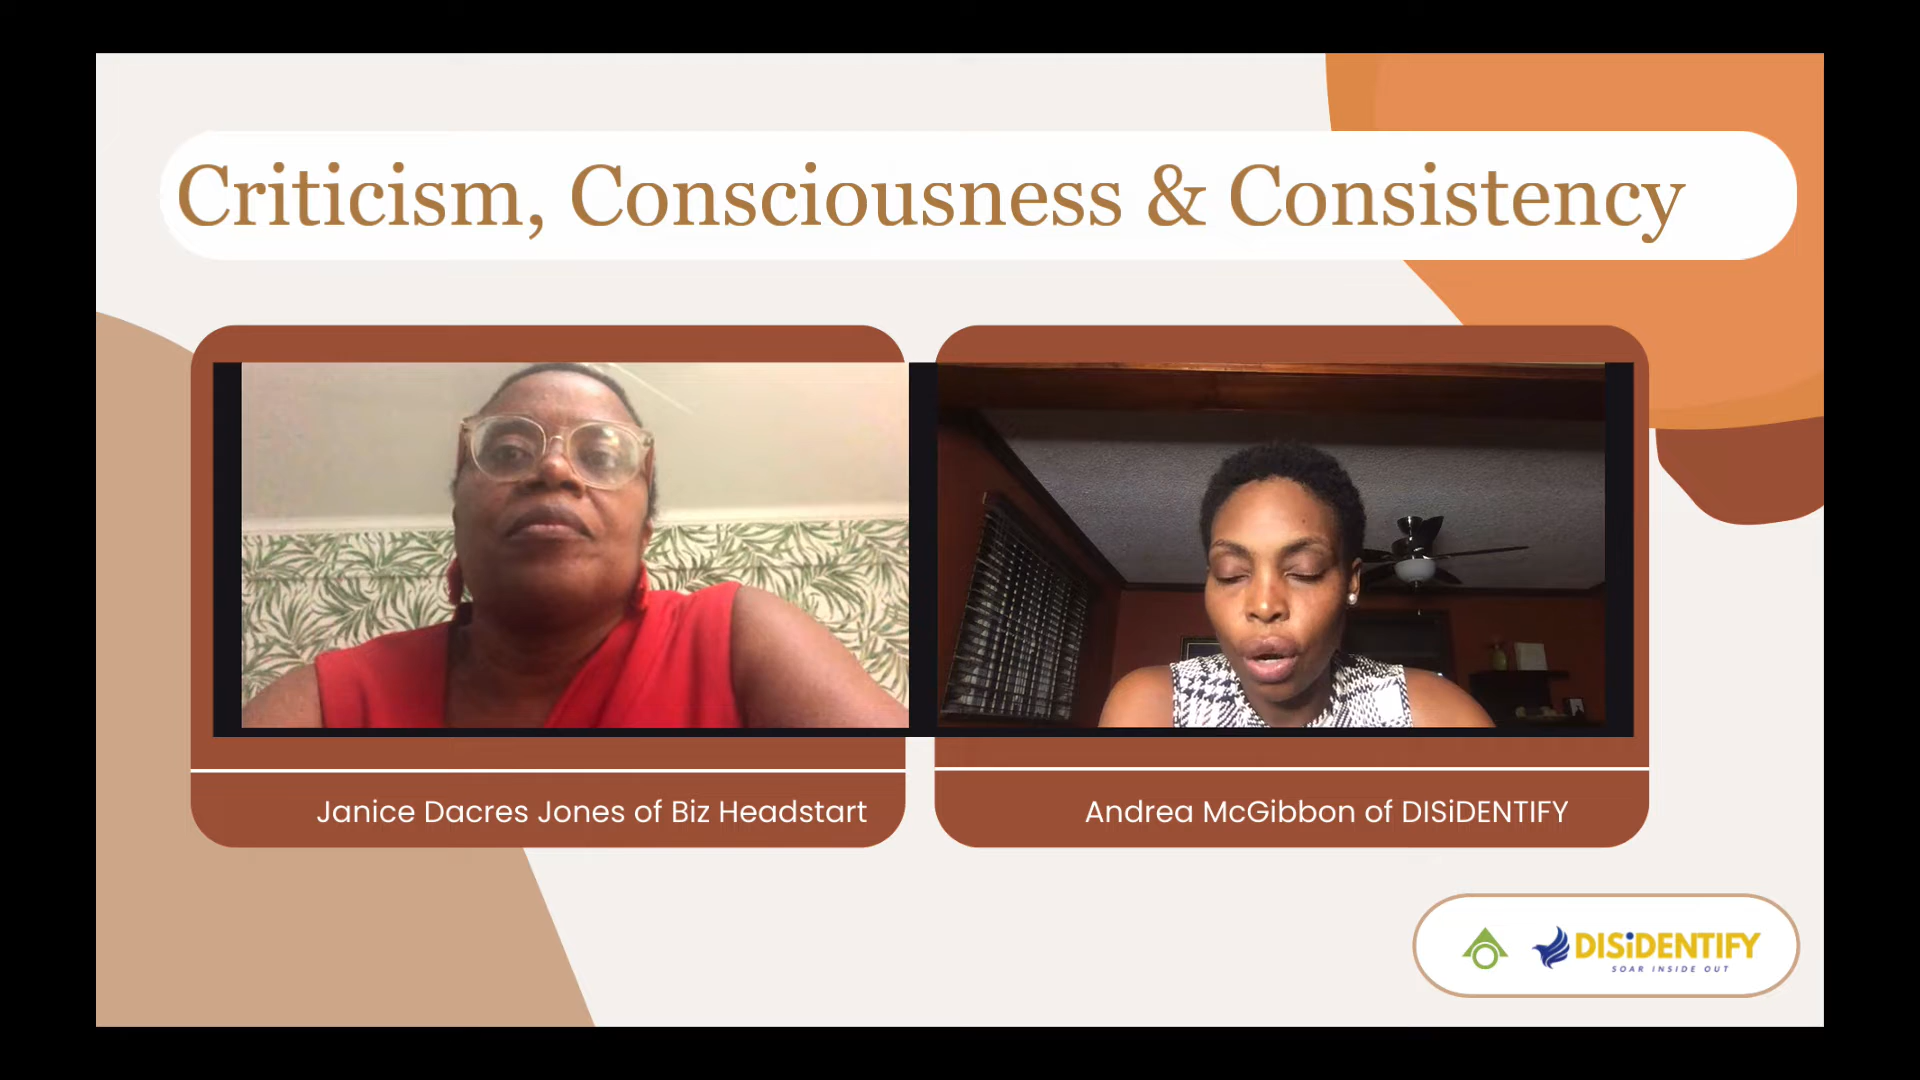 Criticism, Consciousness & Consistency
Janice Dacres Jones of Biz Headstart
Andrea McGibbon of DISiDENTIFY
DISiDENTIFY
SOAR INSIDE OUT